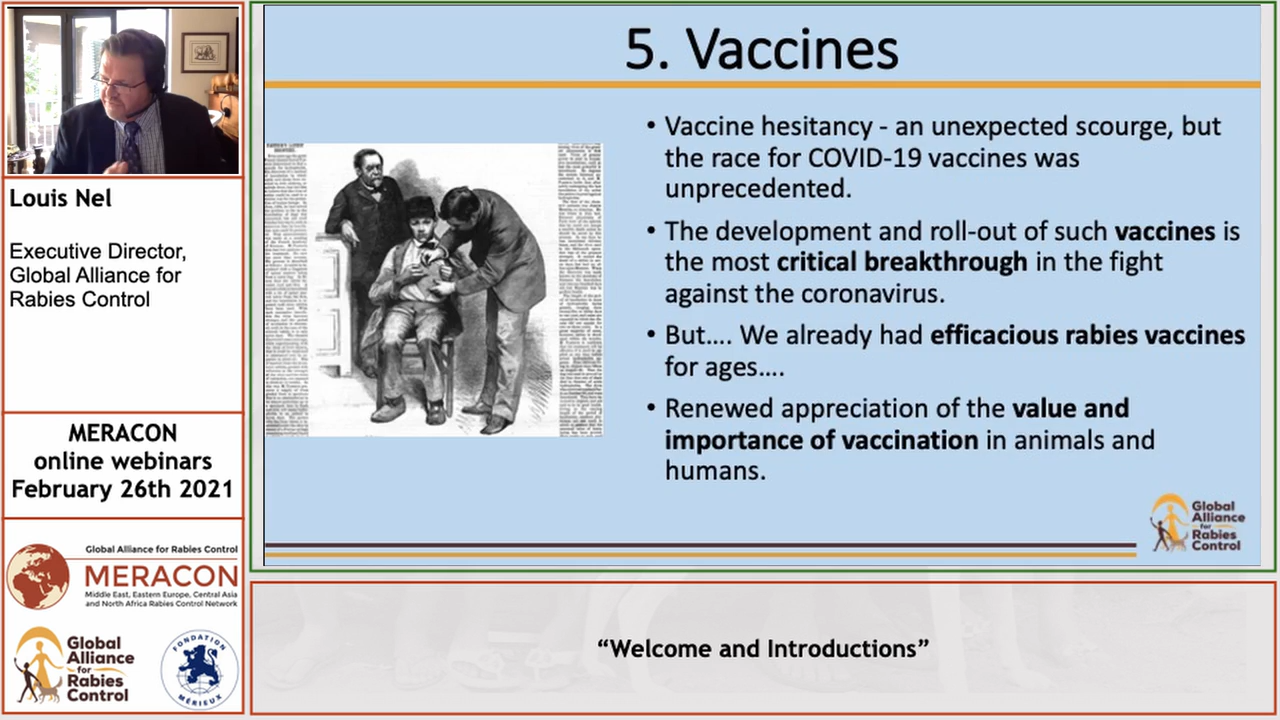 Louis Nel
Executive Director,
Global Alliance for
Rabies Control
MERACON
online webinars
February 26th 2021
Global Alliance for Rabies Control
MERACON
Middle East, Eastern Europe, Central Asia
and North Africa Rabies Control Network
Global
Alliance
for
Rabies
Control
FONDATION
MÉRIEUX
5. Vaccines
• Vaccine hesitancy - an unexpected scourge, but
the race for COVID-19 vaccines was
unprecedented.
• The development and roll-out of such vaccines is
the most critical breakthrough in the fight
against the coronavirus.
• But…. We already had efficacious rabies vaccines
for ages….
• Renewed appreciation of the value and
importance of vaccination in animals and
humans.
Global
Alliance
for
Rabies
Control
“Welcome and Introductions”